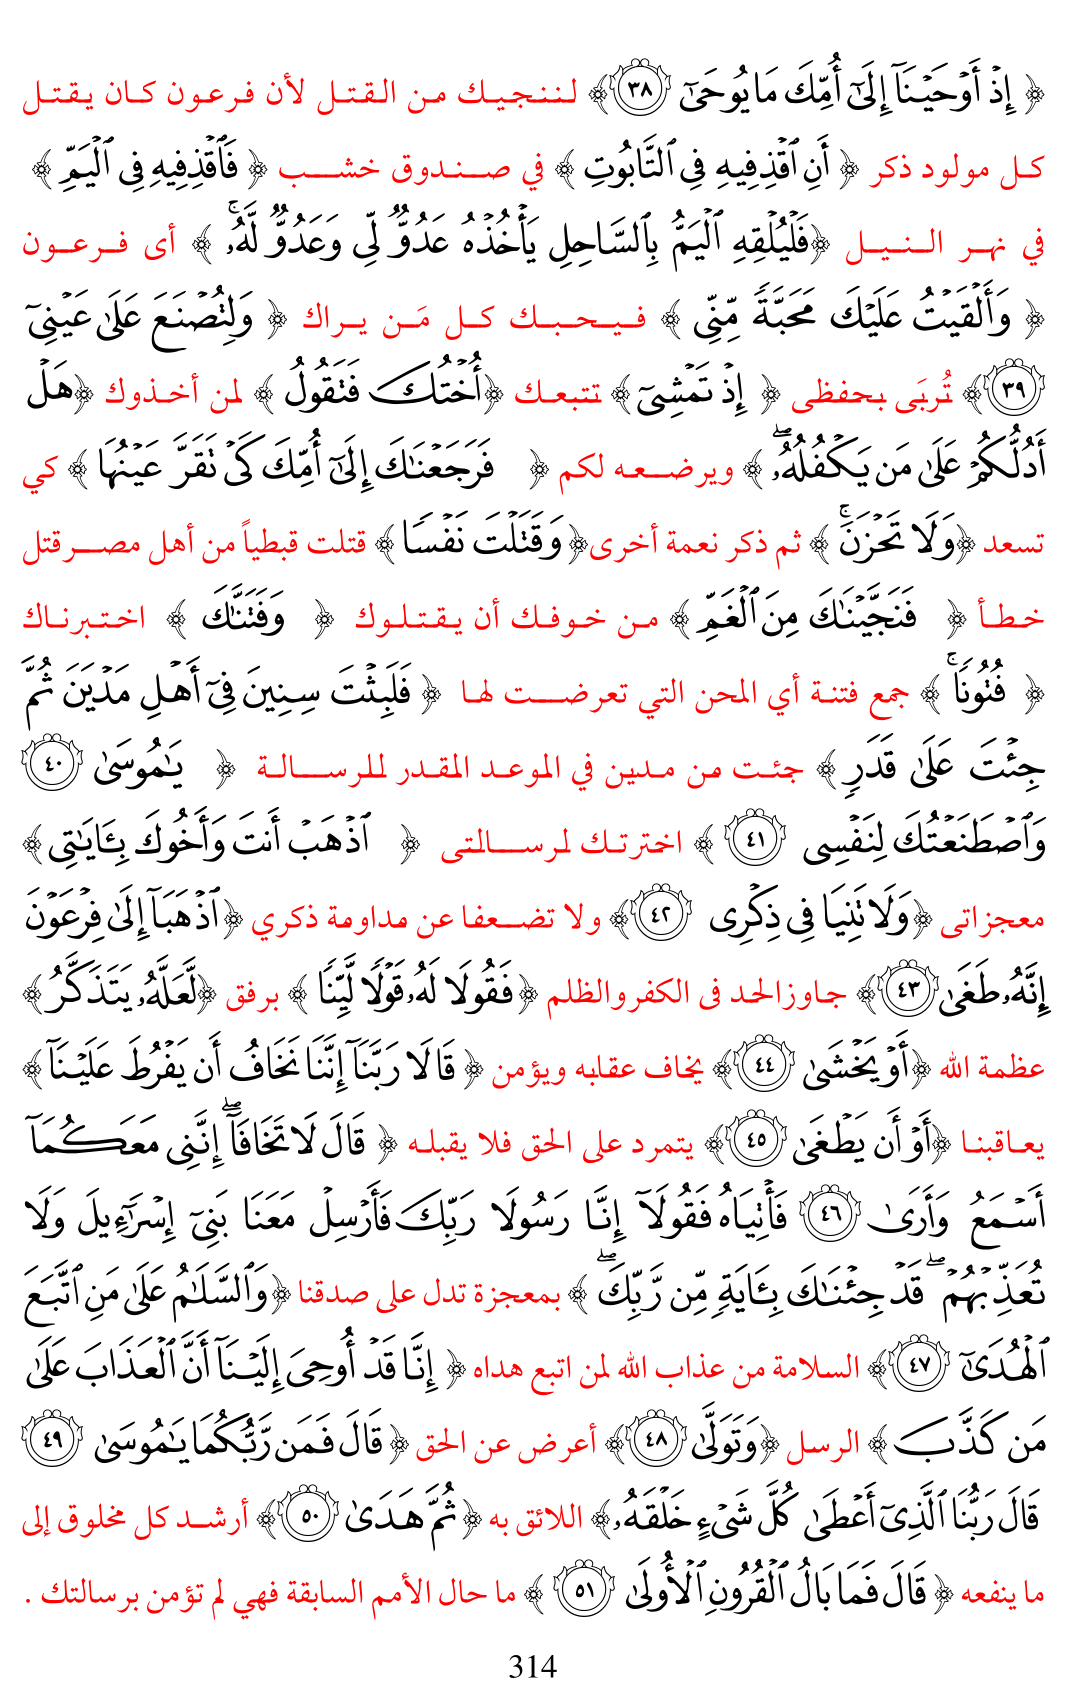 ﴿ إِذْ أَوْحَيْنَآ إِلَىٰٓ أُمِّكَ مَا يُوحَىٰٓ ٣٨ ﴾ لننجيك من القتل لأن فرعون كان يقتل
كل مولود ذكر ﴿ أَنِ ٱقْذِفِيهِ فِى ٱلتَّابُوتِ ﴾ في صندوق خشب ﴿ فَٱقْذِفِيهِ فِى ٱلْيَمِّ ﴾
في نهر النيل ﴿ فَلْيُلْقِهِ ٱلْيَمُّ بِٱلسَّاحِلِ يَأْخُذْهُ عَدُوٌّ لِّى وَعَدُوٌّ لَّهُۥ ۚ ﴾ أى فرعون
﴿ وَأَلْقَيْتُ عَلَيْكَ مَحَبَّةً مِّنِّى ﴾ فيحبك كل مَن يراك ﴿ وَلِتُصْنَعَ عَلَىٰ عَيْنِىٓ
٣٩ ﴾ تُربَى بحفظى ﴿ إِذْ تَمْشِىٓ ﴾ تتبعك ﴿ أُخْتُكَ فَتَقُولُ ﴾ لمن أخذوك ﴿ هَلْ
أَدُلُّكُمْ عَلَىٰ مَن يَكْفُلُهُۥ ۖ ﴾ ويرضعه لكم ﴿ فَرَجَعْنَٰكَ إِلَىٰٓ أُمِّكَ كَىْ تَقَرَّ عَيْنُهَا ﴾ كي
تسعد ﴿ وَلَا تَحْزَنَ ۚ ﴾ ثم ذكر نعمة أخرى ﴿ وَقَتَلْتَ نَفْسًا ﴾ قتلت قبطياً من أهل مصر قتل
خطأ ﴿ فَنَجَّيْنَٰكَ مِنَ ٱلْغَمِّ ﴾ من خوفك أن يقتلوك ﴿ وَفَتَنَّٰكَ ﴾ اختبرناك
﴿ فُتُونًا ۚ ﴾ جمع فتنة أي المحن التي تعرضت لها ﴿ فَلَبِثْتَ سِنِينَ فِىٓ أَهْلِ مَدْيَنَ ثُمَّ
جِئْتَ عَلَىٰ قَدَرٍ ﴾ جئت من مدين في الموعد المقدر للرسالة ﴿ يَٰمُوسَىٰ ٤٠
وَٱصْطَنَعْتُكَ لِنَفْسِى ٤١ ﴾ اخترتك لرسالتى ﴿ ٱذْهَبْ أَنتَ وَأَخُوكَ بِـَٔايَٰتِى ﴾
معجزاتى ﴿ وَلَا تَنِيَا فِى ذِكْرِى ٤٢ ﴾ ولا تضعفا عن مداومة ذكري ﴿ ٱذْهَبَآ إِلَىٰ فِرْعَوْنَ
إِنَّهُۥ طَغَىٰ ٤٣ ﴾ جاوز الحد فى الكفر والظلم ﴿ فَقُولَا لَهُۥ قَوْلًا لَّيِّنًا ﴾ برفق ﴿ لَّعَلَّهُۥ يَتَذَكَّرُ ﴾
عظمة الله ﴿ أَوْ يَخْشَىٰ ٤٤ ﴾ يخاف عقابه ويؤمن ﴿ قَالَا رَبَّنَآ إِنَّنَا نَخَافُ أَن يَفْرُطَ عَلَيْنَآ ﴾
يعاقبنا ﴿ أَوْ أَن يَطْغَىٰ ٤٥ ﴾ يتمرد على الحق فلا يقبله ﴿ قَالَ لَا تَخَافَآ ۖ إِنَّنِى مَعَكُمَآ
أَسْمَعُ وَأَرَىٰ ٤٦ فَأْتِيَاهُ فَقُولَآ إِنَّا رَسُولَا رَبِّكَ فَأَرْسِلْ مَعَنَا بَنِىٓ إِسْرَٰٓءِيلَ وَلَا
تُعَذِّبْهُمْ ۖ قَدْ جِئْنَٰكَ بِـَٔايَةٍ مِّن رَّبِّكَ ۖ ﴾ بمعجزة تدل على صدقنا ﴿ وَٱلسَّلَٰمُ عَلَىٰ مَنِ ٱتَّبَعَ
ٱلْهُدَىٰٓ ٤٧ ﴾ السلامة من عذاب الله لمن اتبع هداه ﴿ إِنَّا قَدْ أُوحِىَ إِلَيْنَآ أَنَّ ٱلْعَذَابَ عَلَىٰ
مَن كَذَّبَ ﴾ الرسل ﴿ وَتَوَلَّىٰ ٤٨ ﴾ أعرض عن الحق ﴿ قَالَ فَمَن رَّبُّكُمَا يَٰمُوسَىٰ ٤٩
قَالَ رَبُّنَا ٱلَّذِىٓ أَعْطَىٰ كُلَّ شَىْءٍ خَلْقَهُۥ ﴾ اللائق به ﴿ ثُمَّ هَدَىٰ ٥٠ ﴾ أرشد كل مخلوق إلى
ما ينفعه ﴿ قَالَ فَمَا بَالُ ٱلْقُرُونِ ٱلْأُولَىٰ ٥١ ﴾ ما حال الأمم السابقة فهي لم تؤمن برسالتك .
314